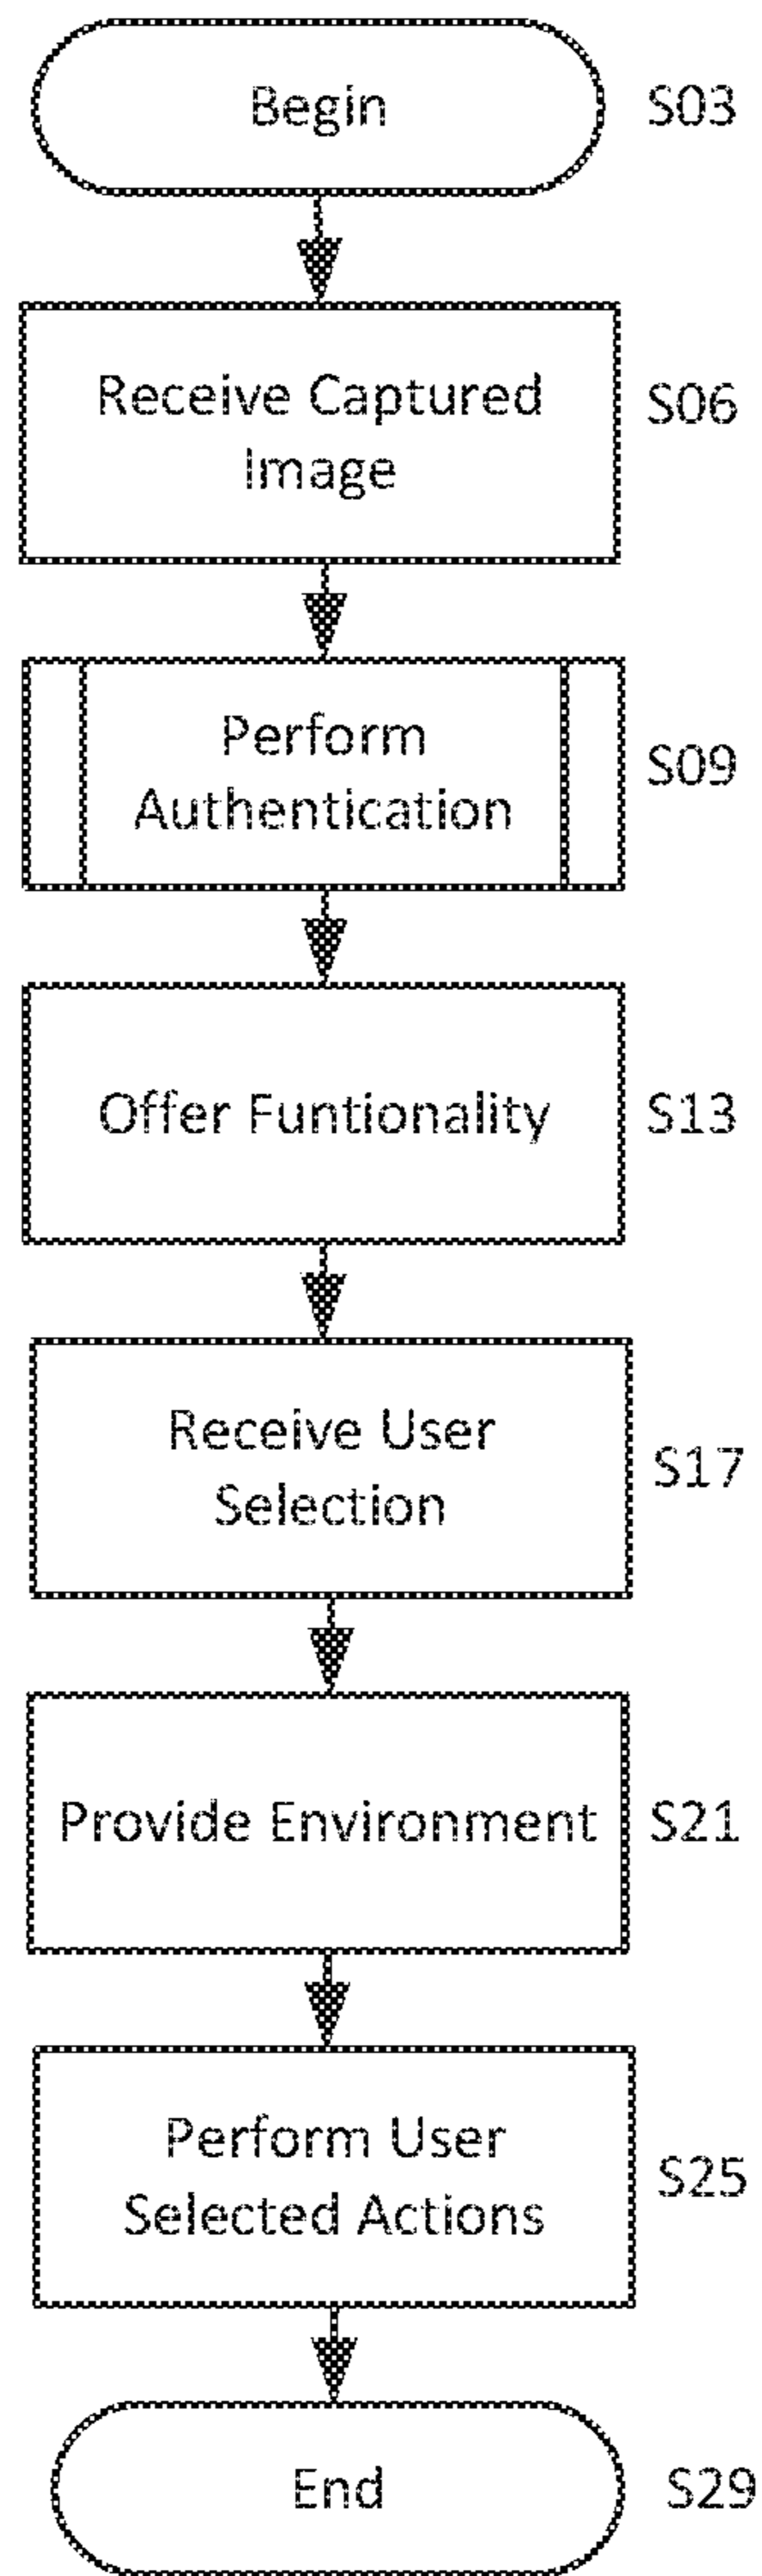 Begin S03
Receive Captured
Image
S06
Perform
Authentication
S09
Offer Funtionality S13
Receive User
Selection
S17
Provide Environment S21
Perform User
Selected Actions
S25
End S29